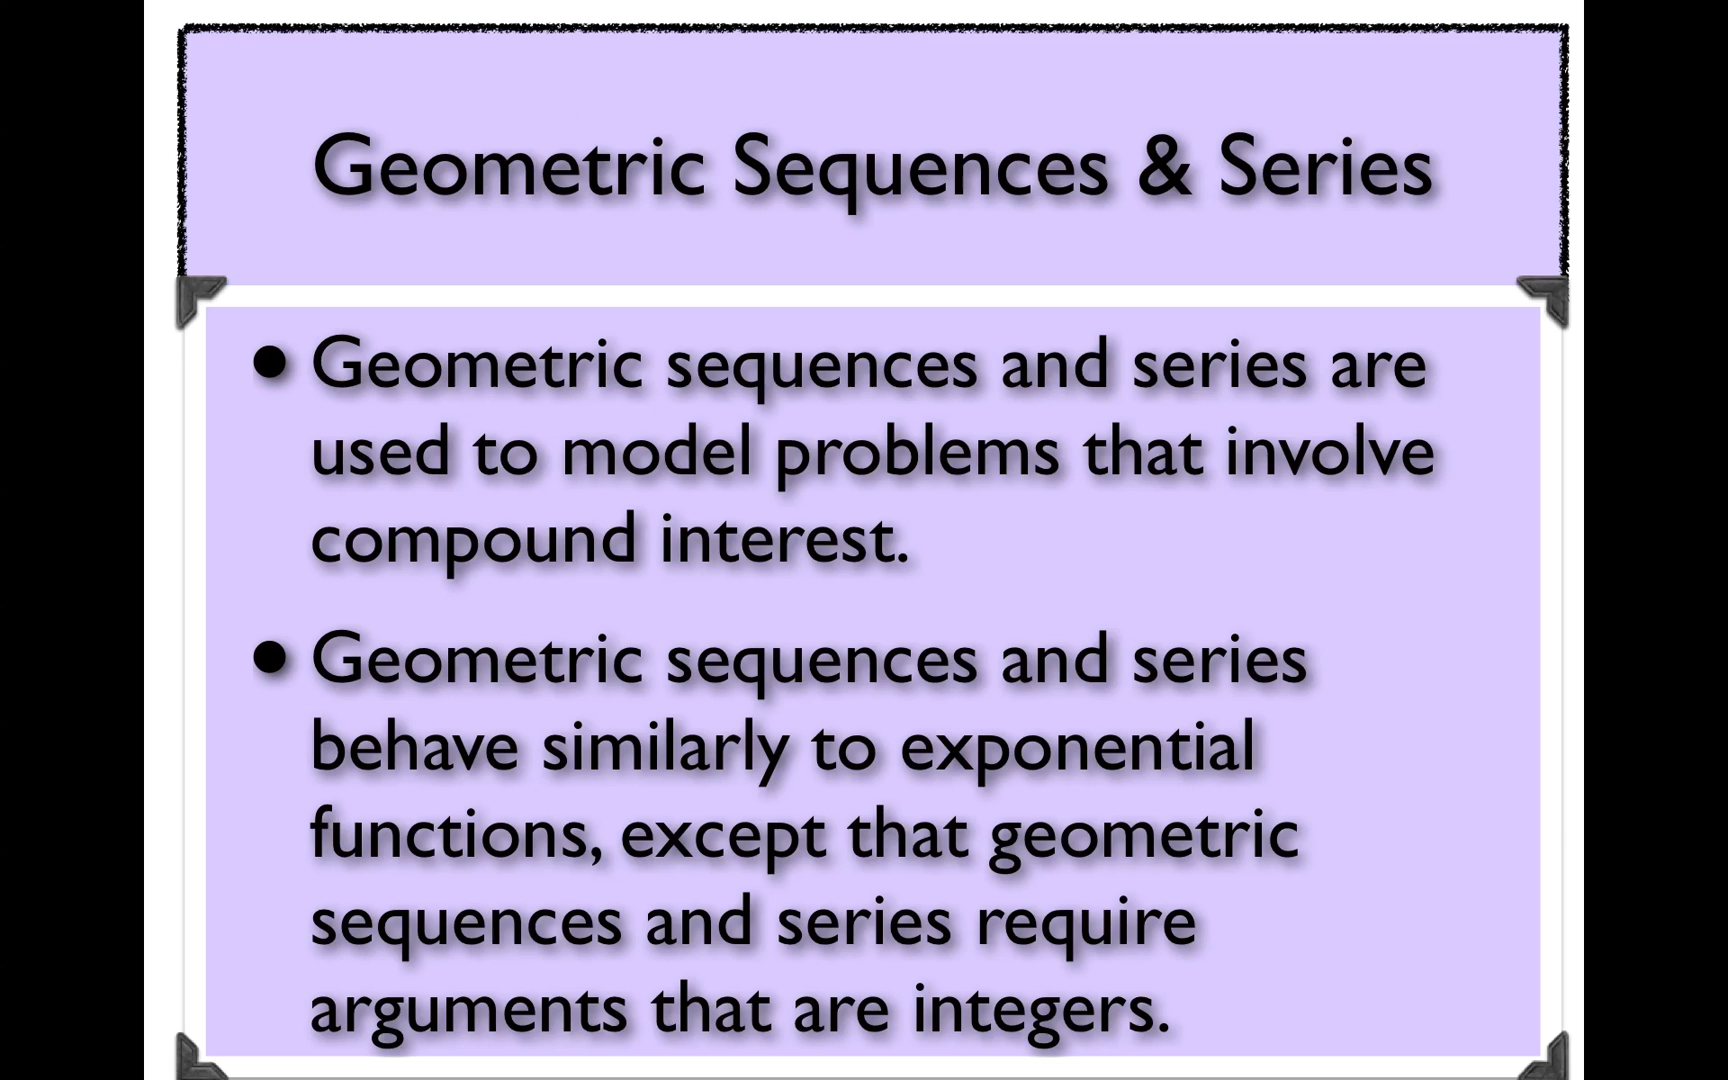 Geometric Sequences & Series
• Geometric sequences and series are
used to model problems that involve
compound interest.
• Geometric sequences and series
behave similarly to exponential
functions, except that geometric
sequences and series require
arguments that are integers.